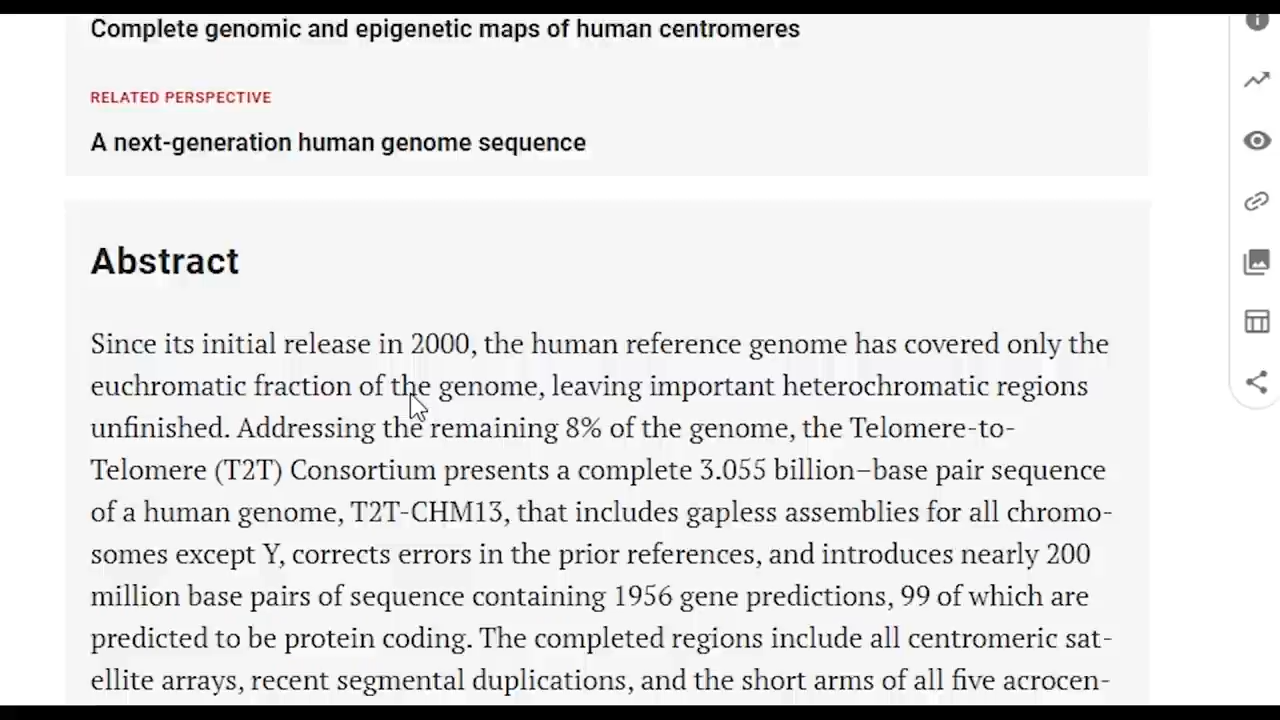 Complete genomic and epigenetic maps of human centromeres
RELATED PERSPECTIVE
A next-generation human genome sequence
Abstract
Since its initial release in 2000, the human reference genome has covered only the
euchromatic fraction of the genome, leaving important heterochromatic regions
unfinished. Addressing the remaining 8% of the genome, the Telomere-to-
Telomere (T2T) Consortium presents a complete 3.055 billion–base pair sequence
of a human genome, T2T-CHM13, that includes gapless assemblies for all chromo-
somes except Y, corrects errors in the prior references, and introduces nearly 200
million base pairs of sequence containing 1956 gene predictions, 99 of which are
predicted to be protein coding. The completed regions include all centromeric sat-
ellite arrays, recent segmental duplications, and the short arms of all five acrocen-